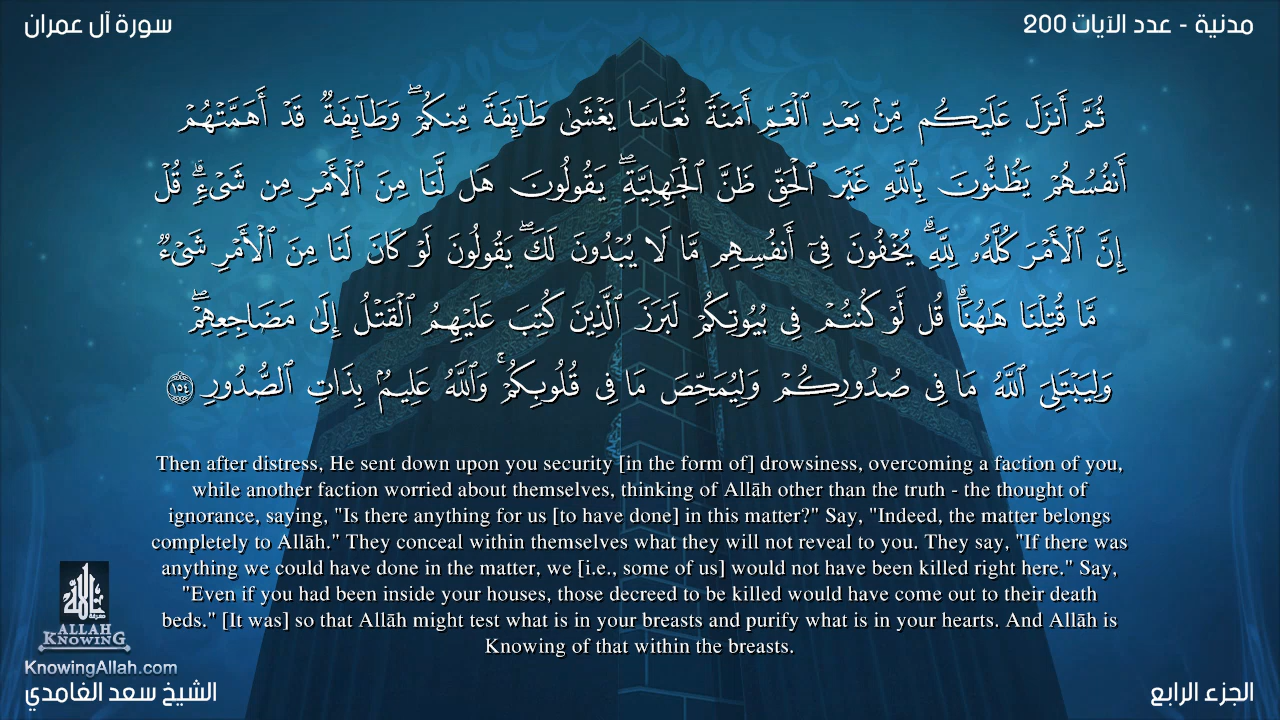 سورة آل عمران
مدنية - عدد الآيات 200
ثُمَّ أَنزَلَ عَلَيْكُم مِّنۢ بَعْدِ ٱلْغَمِّ أَمَنَةً نُّعَاسًا يَغْشَىٰ طَآئِفَةً مِّنكُمْ ۖ وَطَآئِفَةٌ قَدْ أَهَمَّتْهُمْ
أَنفُسُهُمْ يَظُنُّونَ بِٱللَّهِ غَيْرَ ٱلْحَقِّ ظَنَّ ٱلْجَٰهِلِيَّةِ ۖ يَقُولُونَ هَل لَّنَا مِنَ ٱلْأَمْرِ مِن شَىْءٍ ۗ قُلْ
إِنَّ ٱلْأَمْرَ كُلَّهُۥ لِلَّهِ ۗ يُخْفُونَ فِىٓ أَنفُسِهِم مَّا لَا يُبْدُونَ لَكَ ۖ يَقُولُونَ لَوْ كَانَ لَنَا مِنَ ٱلْأَمْرِ شَىْءٌ
مَّا قُتِلْنَا هَٰهُنَا ۗ قُل لَّوْ كُنتُمْ فِى بُيُوتِكُمْ لَبَرَزَ ٱلَّذِينَ كُتِبَ عَلَيْهِمُ ٱلْقَتْلُ إِلَىٰ مَضَاجِعِهِمْ ۖ
وَلِيَبْتَلِىَ ٱللَّهُ مَا فِى صُدُورِكُمْ وَلِيُمَحِّصَ مَا فِى قُلُوبِكُمْ ۚ وَٱللَّهُ عَلِيمٌۢ بِذَاتِ ٱلصُّدُورِ ١٥٤
Then after distress, He sent down upon you security [in the form of] drowsiness, overcoming a faction of you,
while another faction worried about themselves, thinking of Allāh other than the truth - the thought of
ignorance, saying, "Is there anything for us [to have done] in this matter?" Say, "Indeed, the matter belongs
completely to Allāh." They conceal within themselves what they will not reveal to you. They say, "If there was
anything we could have done in the matter, we [i.e., some of us] would not have been killed right here." Say,
"Even if you had been inside your houses, those decreed to be killed would have come out to their death
beds." [It was] so that Allāh might test what is in your breasts and purify what is in your hearts. And Allāh is
Knowing of that within the breasts.
ALLAH
KNOWING
KnowingAllah.com
الشيخ سعد الغامدي
الجزء الرابع